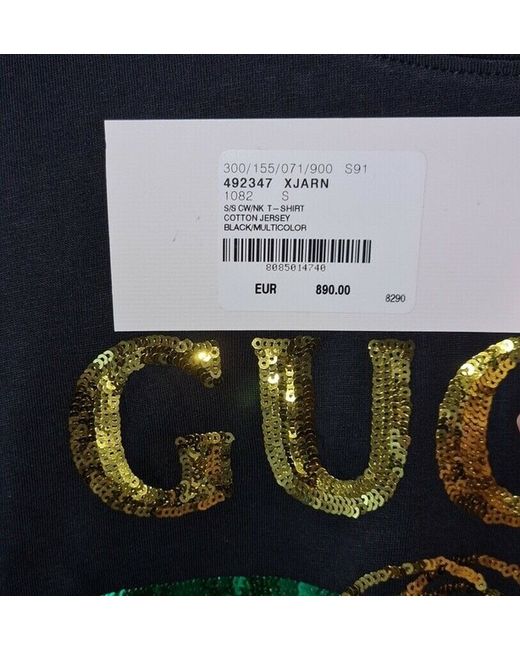 300/155/071/900 S91
492347 XJARN
1082 S
S/S CW/NK T-SHIRT
COTTON JERSEY
BLACK/MULTICOLOR
8085014740
EUR 890.00
8290
GUC